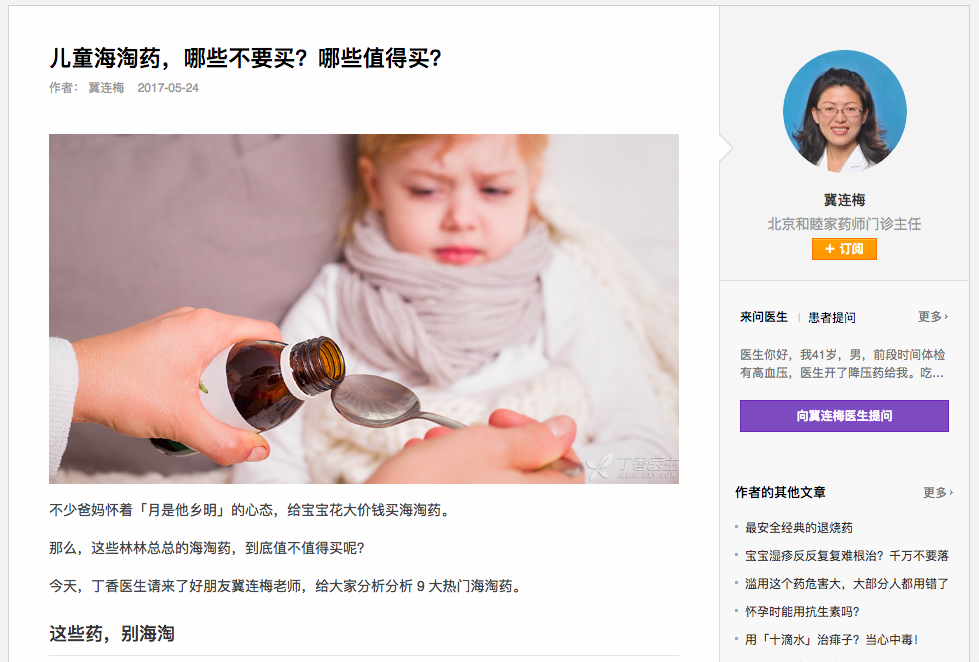 儿童海淘药，哪些不要买？哪些值得买？
作者： 冀连梅 2017-05-24
丁香医生
WWW.DXY.COM
不少爸妈怀着「月是他乡明」的心态，给宝宝花大价钱买海淘药。
那么，这些林林总总的海淘药，到底值不值得买呢？
今天，丁香医生请来了好朋友冀连梅老师，给大家分析分析 9 大热门海淘药。
这些药，别海淘
冀连梅
北京和睦家药师门诊主任
+ 订阅
来问医生 | 患者提问 更多 ›
医生你好，我41岁，男，前段时间体检
有高血压，医生开了降压药给我。吃...
向冀连梅医生提问
作者的其他文章 更多 ›
最安全经典的退烧药
宝宝湿疹反反复复难根治？千万不要落
滥用这个药危害大，大部分人都用错了
怀孕时能用抗生素吗？
用「十滴水」治痱子？当心中毒！